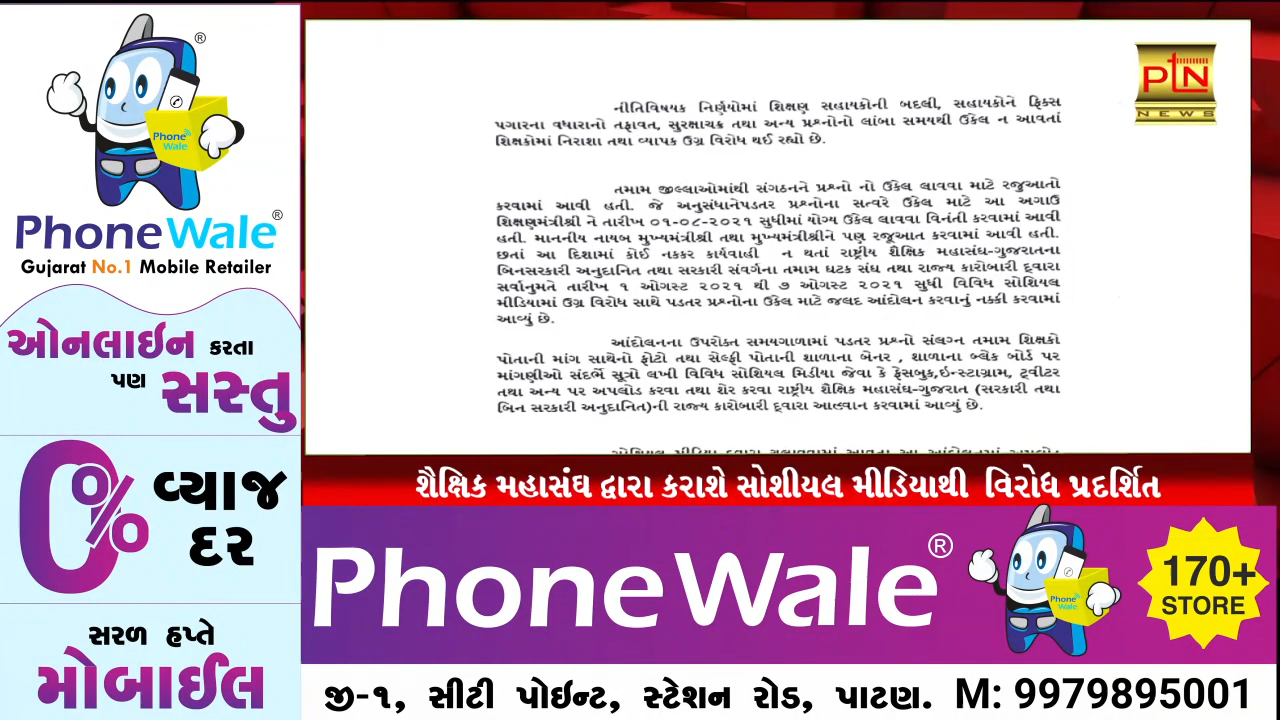 PhoneWale®
Gujarat No.1 Mobile Retailer
Phone Wale
ઓનલાઇન કરતા
પણ સસ્તુ
0% વ્યાજ
દર
સરળ હપ્તે
મોબાઈલ
PTN
NEWS
નીતિવિષયક નિર્ણયોમાં શિક્ષણ સહાયકોની બદલી, સહાયકોને ફિક્સ
પગારના વધારાનો તફાવત, સુરક્ષાચક્ર તથા અન્ય પ્રશ્નોનો લાંબા સમયથી ઉકેલ ન આવતાં
શિક્ષકોમાં નિરાશા તથા વ્યાપક ઉગ્ર વિરોધ થઈ રહ્યો છે.
તમામ જીલ્લાઓમાંથી સંગઠનને પ્રશ્નો નો ઉકેલ લાવવા માટે રજુઆતો
કરવામાં આવી હતી. જે અનુસંધાનેપડતર પ્રશ્નોના સત્વરે ઉકેલ માટે આ અગાઉ
શિક્ષણમંત્રીશ્રી ને તારીખ ૦૧-૦૮-૨૦૨૧ સુધીમાં યોગ્ય ઉકેલ લાવવા વિનંતી કરવામાં આવી
હતી. માનનીય નાયબ મુખ્યમંત્રીશ્રી તથા મુખ્યમંત્રીશ્રીને પણ રજૂઆત કરવામાં આવી હતી.
છતાં આ દિશામાં કોઈ નક્કર કાર્યવાહી ન થતાં રાષ્ટ્રીય શૈક્ષિક મહાસંઘ-ગુજરાતના
બિનસરકારી અનુદાનિત તથા સરકારી સંવર્ગના તમામ ઘટક સંઘ તથા રાજ્ય કારોબારી દ્વારા
સર્વાનુમતે તારીખ ૧ ઓગસ્ટ ૨૦૨૧ થી ૭ ઓગસ્ટ ૨૦૨૧ સુધી વિવિધ સોશિયલ
મીડિયામાં ઉગ્ર વિરોધ સાથે પડતર પ્રશ્નોના ઉકેલ માટે જલદ આંદોલન કરવાનું નક્કી કરવામાં
આવ્યું છે.
આંદોલનના ઉપરોક્ત સમયગાળામાં પડતર પ્રશ્નો સંલગ્ન તમામ શિક્ષકો
પોતાની માંગ સાથેનો ફોટો તથા સેલ્ફી પોતાની શાળાના બેનર , શાળાના બ્લેક બોર્ડ પર
માંગણીઓ સંદર્ભે સુત્રો લખી વિવિધ સોશિયલ મિડીયા જેવા કે ફેસબુક,ઇન્સ્ટાગ્રામ, ટ્વીટર
તથા અન્ય પર અપલોડ કરવા તથા શેર કરવા રાષ્ટ્રીય શૈક્ષિક મહાસંઘ-ગુજરાત (સરકારી તથા
બિન સરકારી અનુદાનિત)ની રાજ્ય કારોબારી દ્વારા આહ્વાન કરવામાં આવ્યું છે.
શૈક્ષિક મહાસંઘ દ્વારા કરાશે સોશીયલ મીડિયાથી વિરોધ પ્રદર્શિત
PhoneWale®
Phone Wale
170+
STORE
જી-૧, સીટી પોઇન્ટ, સ્ટેશન રોડ, પાટણ. M: 9979895001